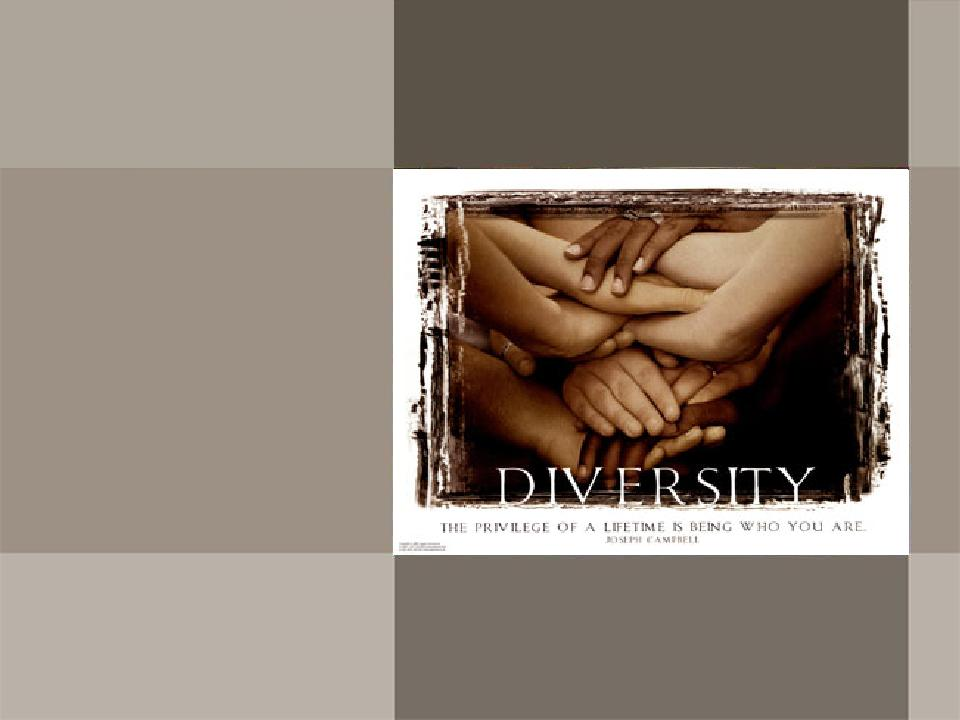 DIVERSITY
THE PRIVILEGE OF A LIFETIME IS BEING WHO YOU ARE.
JOSEPH CAMPBELL